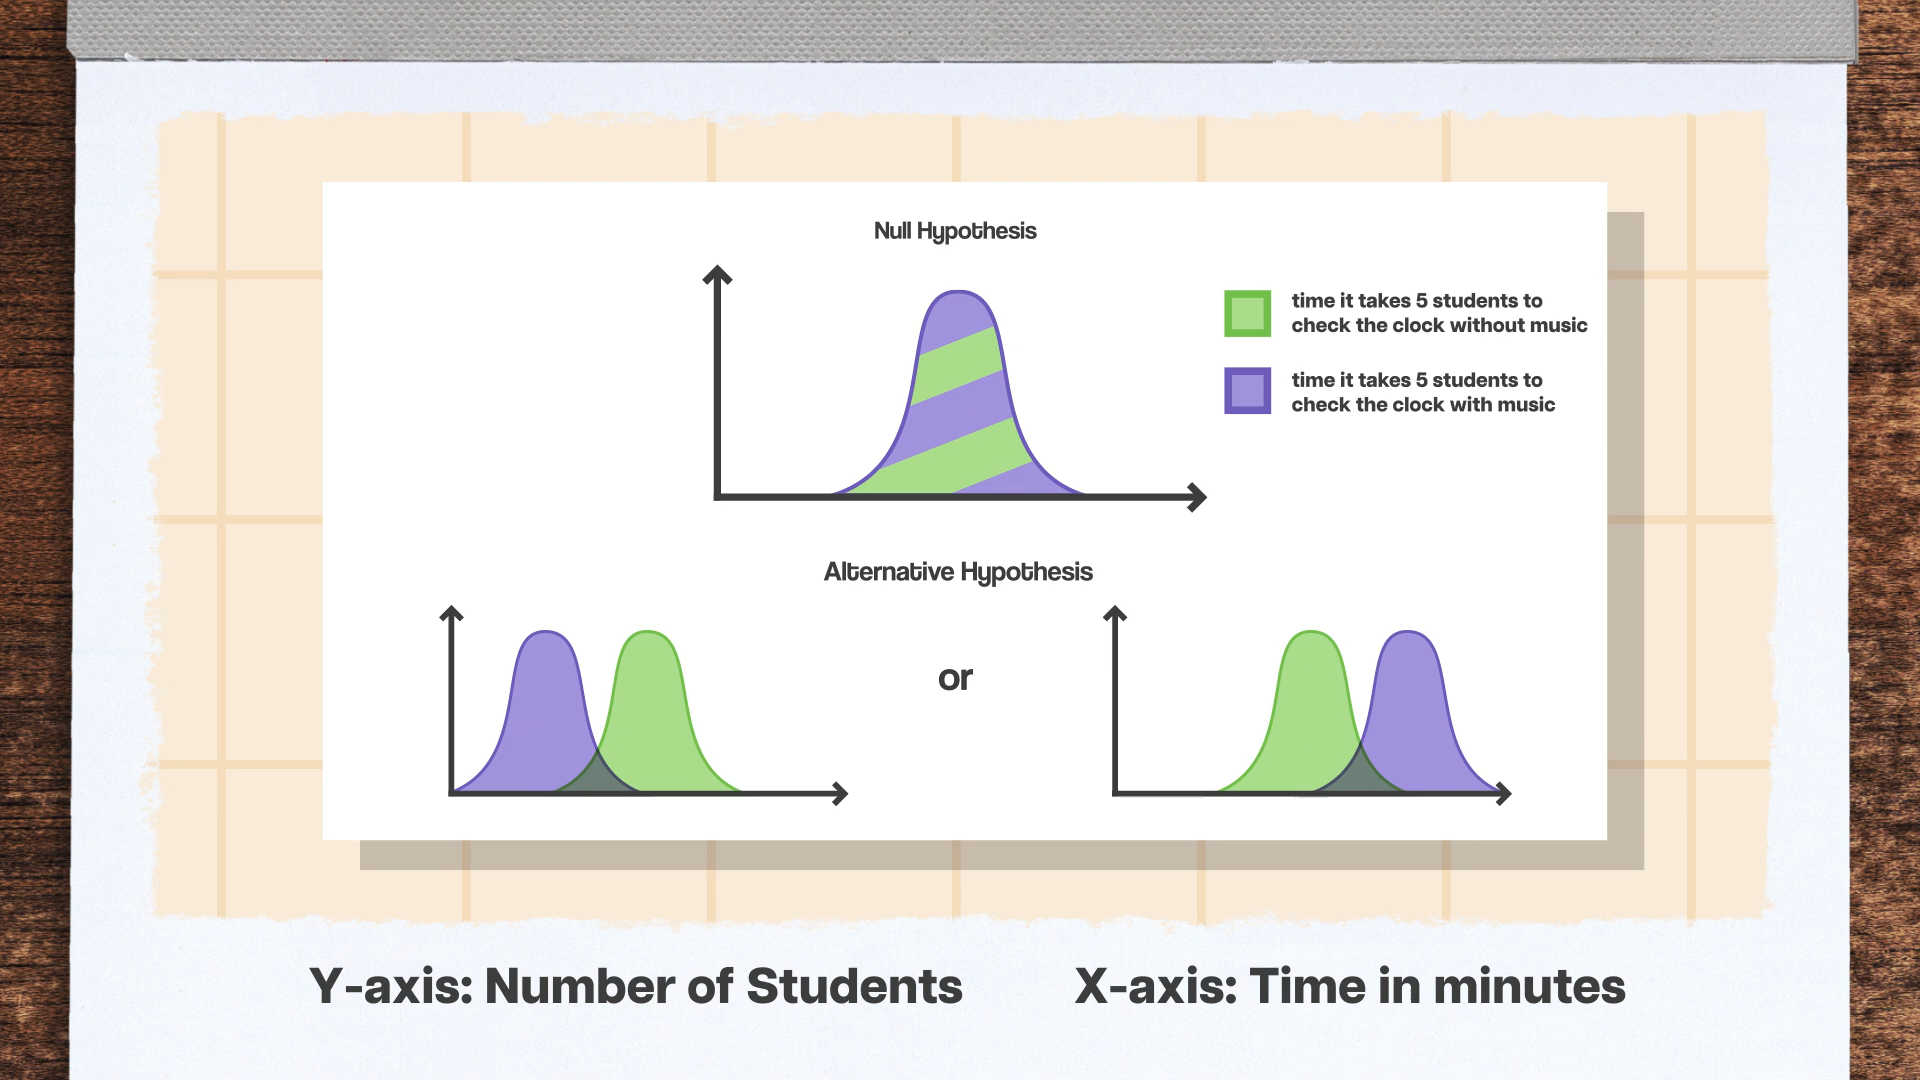 Null Hypothesis
time it takes 5 students to
check the clock without music
time it takes 5 students to
check the clock with music
Alternative Hypothesis
or
Y-axis: Number of Students
X-axis: Time in minutes